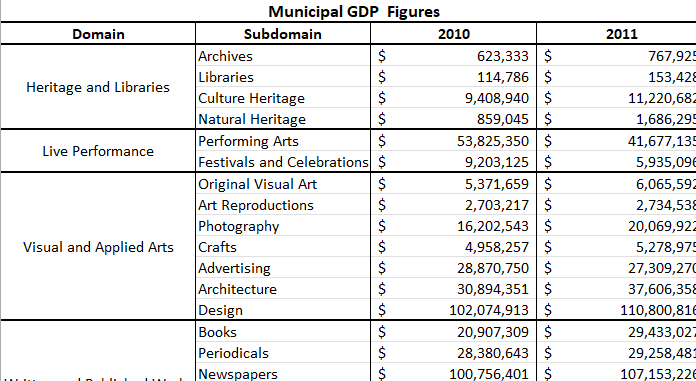 Municipal GDP Figures
Domain Subdomain 2010 2011
Archives $ 623,333 $ 767,925
Libraries $ 114,786 $ 153,428
Heritage and Libraries
Culture Heritage $ 9,408,940 $ 11,220,682
Natural Heritage $ 859,045 $ 1,686,295
Performing Arts $ 53,825,350 $ 41,677,135
Live Performance
Festivals and Celebrations $ 9,203,125 $ 5,935,096
Original Visual Art $ 5,371,659 $ 6,065,592
Art Reproductions $ 2,703,217 $ 2,734,538
Photography $ 16,202,543 $ 20,069,922
Visual and Applied Arts Crafts $ 4,958,257 $ 5,278,975
Advertising $ 28,870,750 $ 27,309,270
Architecture $ 30,894,351 $ 37,606,358
Design $ 102,074,913 $ 110,800,816
Books $ 20,907,309 $ 29,433,027
Periodicals $ 28,380,643 $ 29,258,481
Newspapers $ 100,756,401 $ 107,153,226